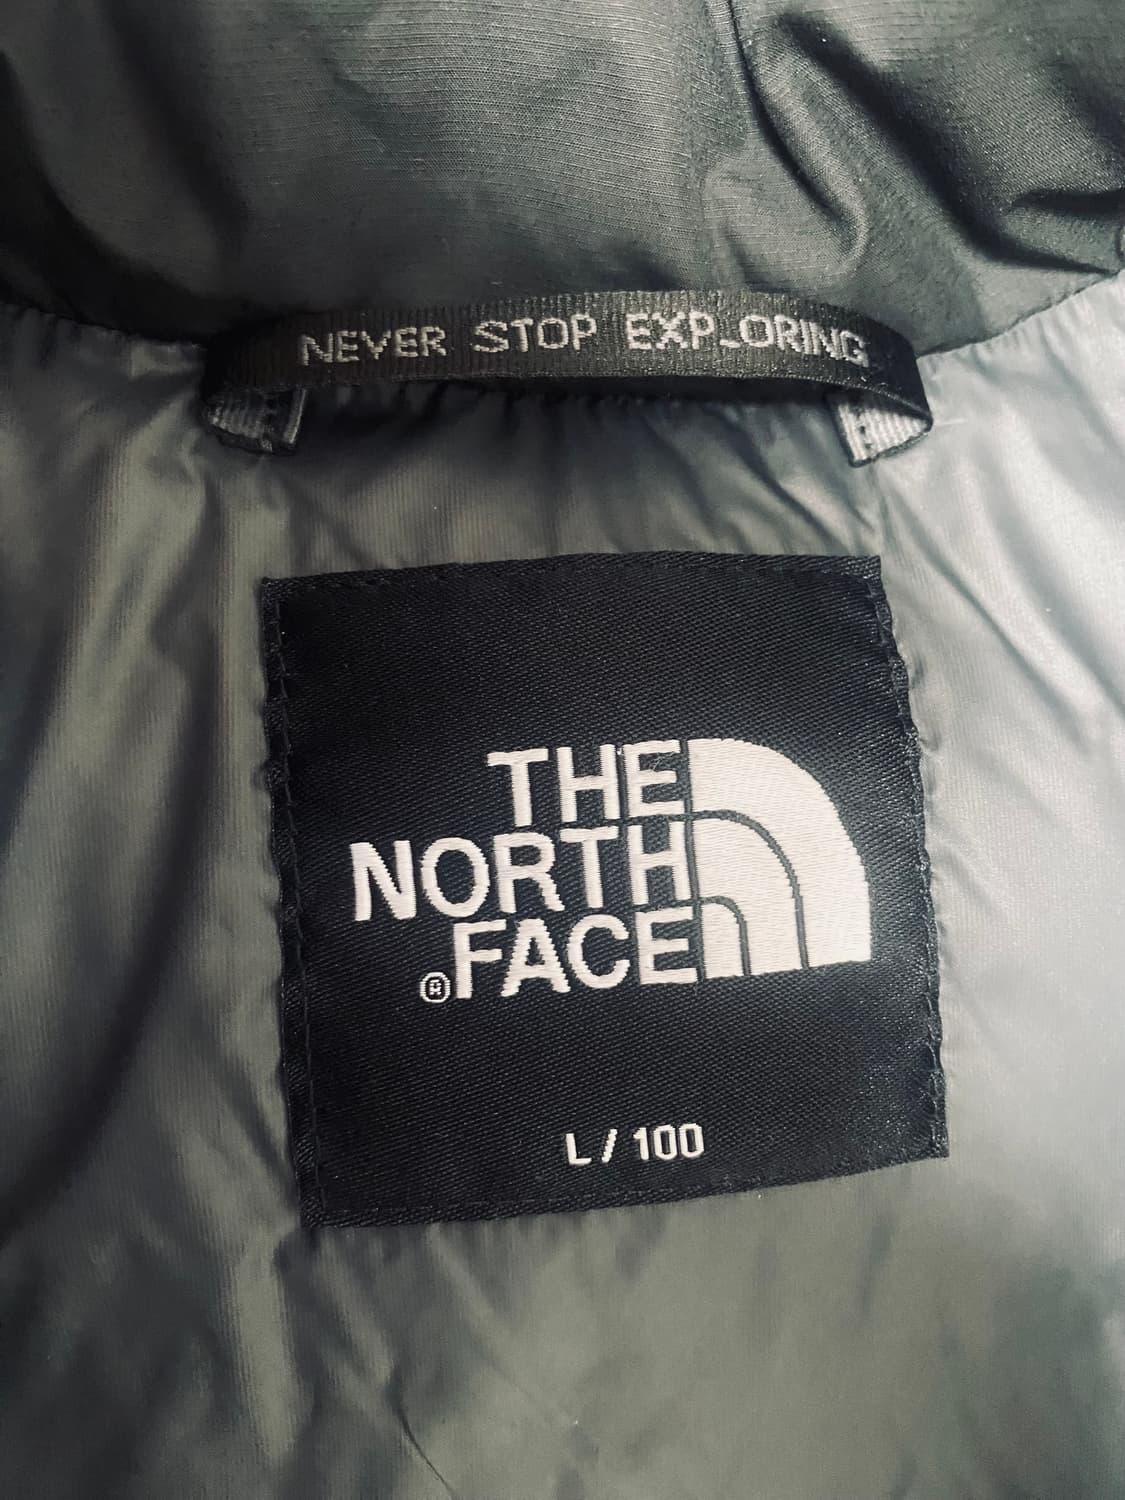 NEVER STOP EXPLORING
THE
NORTH
FACE
®
L / 100